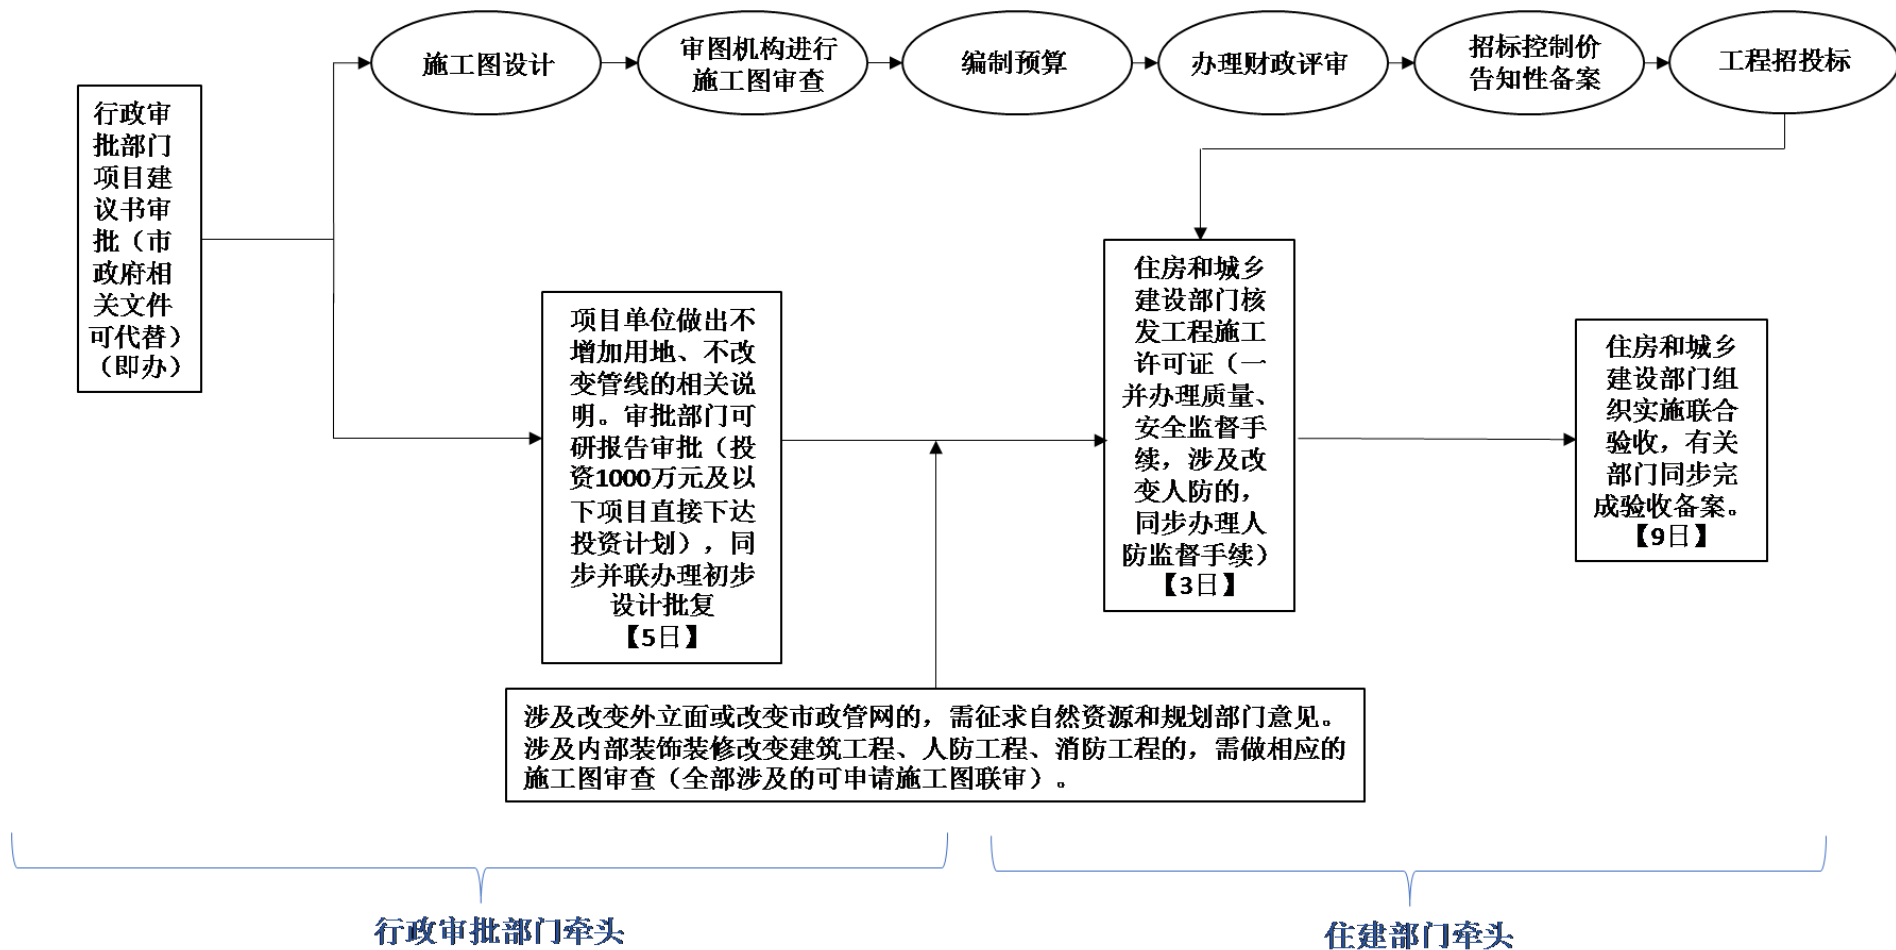 施工图设计
审图机构进行
施工图审查
编制预算
办理财政评审
招标控制价
告知性备案
工程招投标
行政审
批部门
项目建
议书审
批（市
政府相
关文件
可代替）
（即办）
项目单位做出不
增加用地、不改
变管线的相关说
明。审批部门可
研报告审批（投
资1000万元及以
下项目直接下达
投资计划），同
步并联办理初步
设计批复
【5日】
住房和城乡
建设部门核
发工程施工
许可证（一
并办理质量、
安全监督手
续，涉及改
变人防的，
同步办理人
防监督手续）
【3日】
住房和城乡
建设部门组
织实施联合
验收，有关
部门同步完
成验收备案。
【9日】
涉及改变外立面或改变市政管网的，需征求自然资源和规划部门意见。
涉及内部装饰装修改变建筑工程、人防工程、消防工程的，需做相应的
施工图审查（全部涉及的可申请施工图联审）。
行政审批部门牵头
住建部门牵头